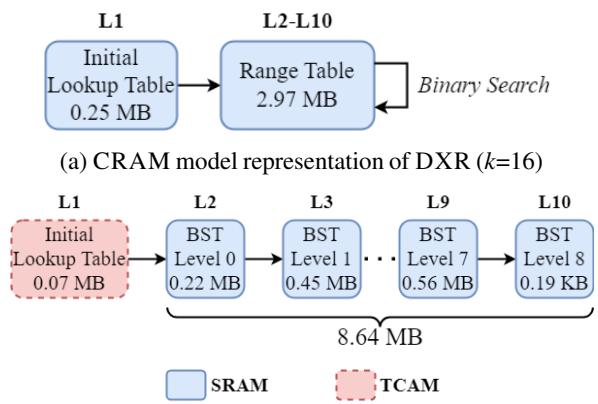 L1 L2-L10
Initial
Lookup Table
0.25 MB
Range Table
2.97 MB
Binary Search
(a) CRAM model representation of DXR (k=16)
L1 L2 L3 L9 L10
Initial
Lookup Table
0.07 MB
BST
Level 0
0.22 MB
BST
Level 1
0.45 MB
...
BST
Level 7
0.56 MB
BST
Level 8
0.19 KB
8.64 MB
SRAM TCAM